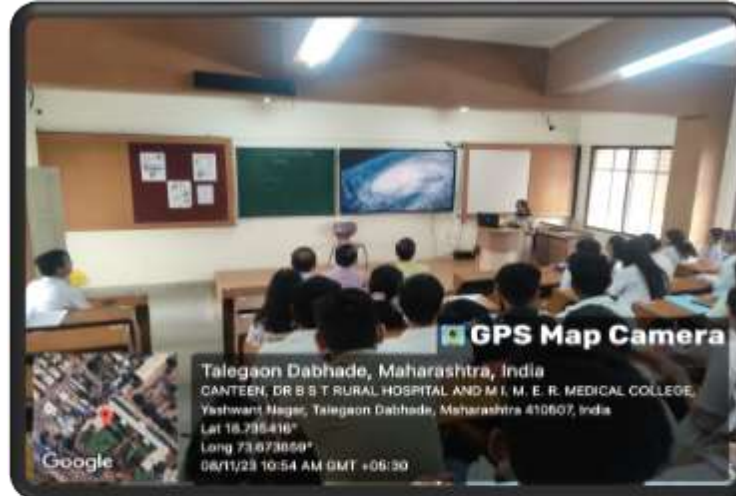 GPS Map Camera
Talegaon Dabhade, Maharashtra, India
CANTEEN, DR B S T RURAL HOSPITAL AND M I. M. E. R. MEDICAL COLLEGE,
Yashwant Nagar, Talegaon Dabhade, Maharashtra 410507, India
Lat 18.735416°
Long 73.673859°
08/11/23 10:54 AM GMT +05:30
Google